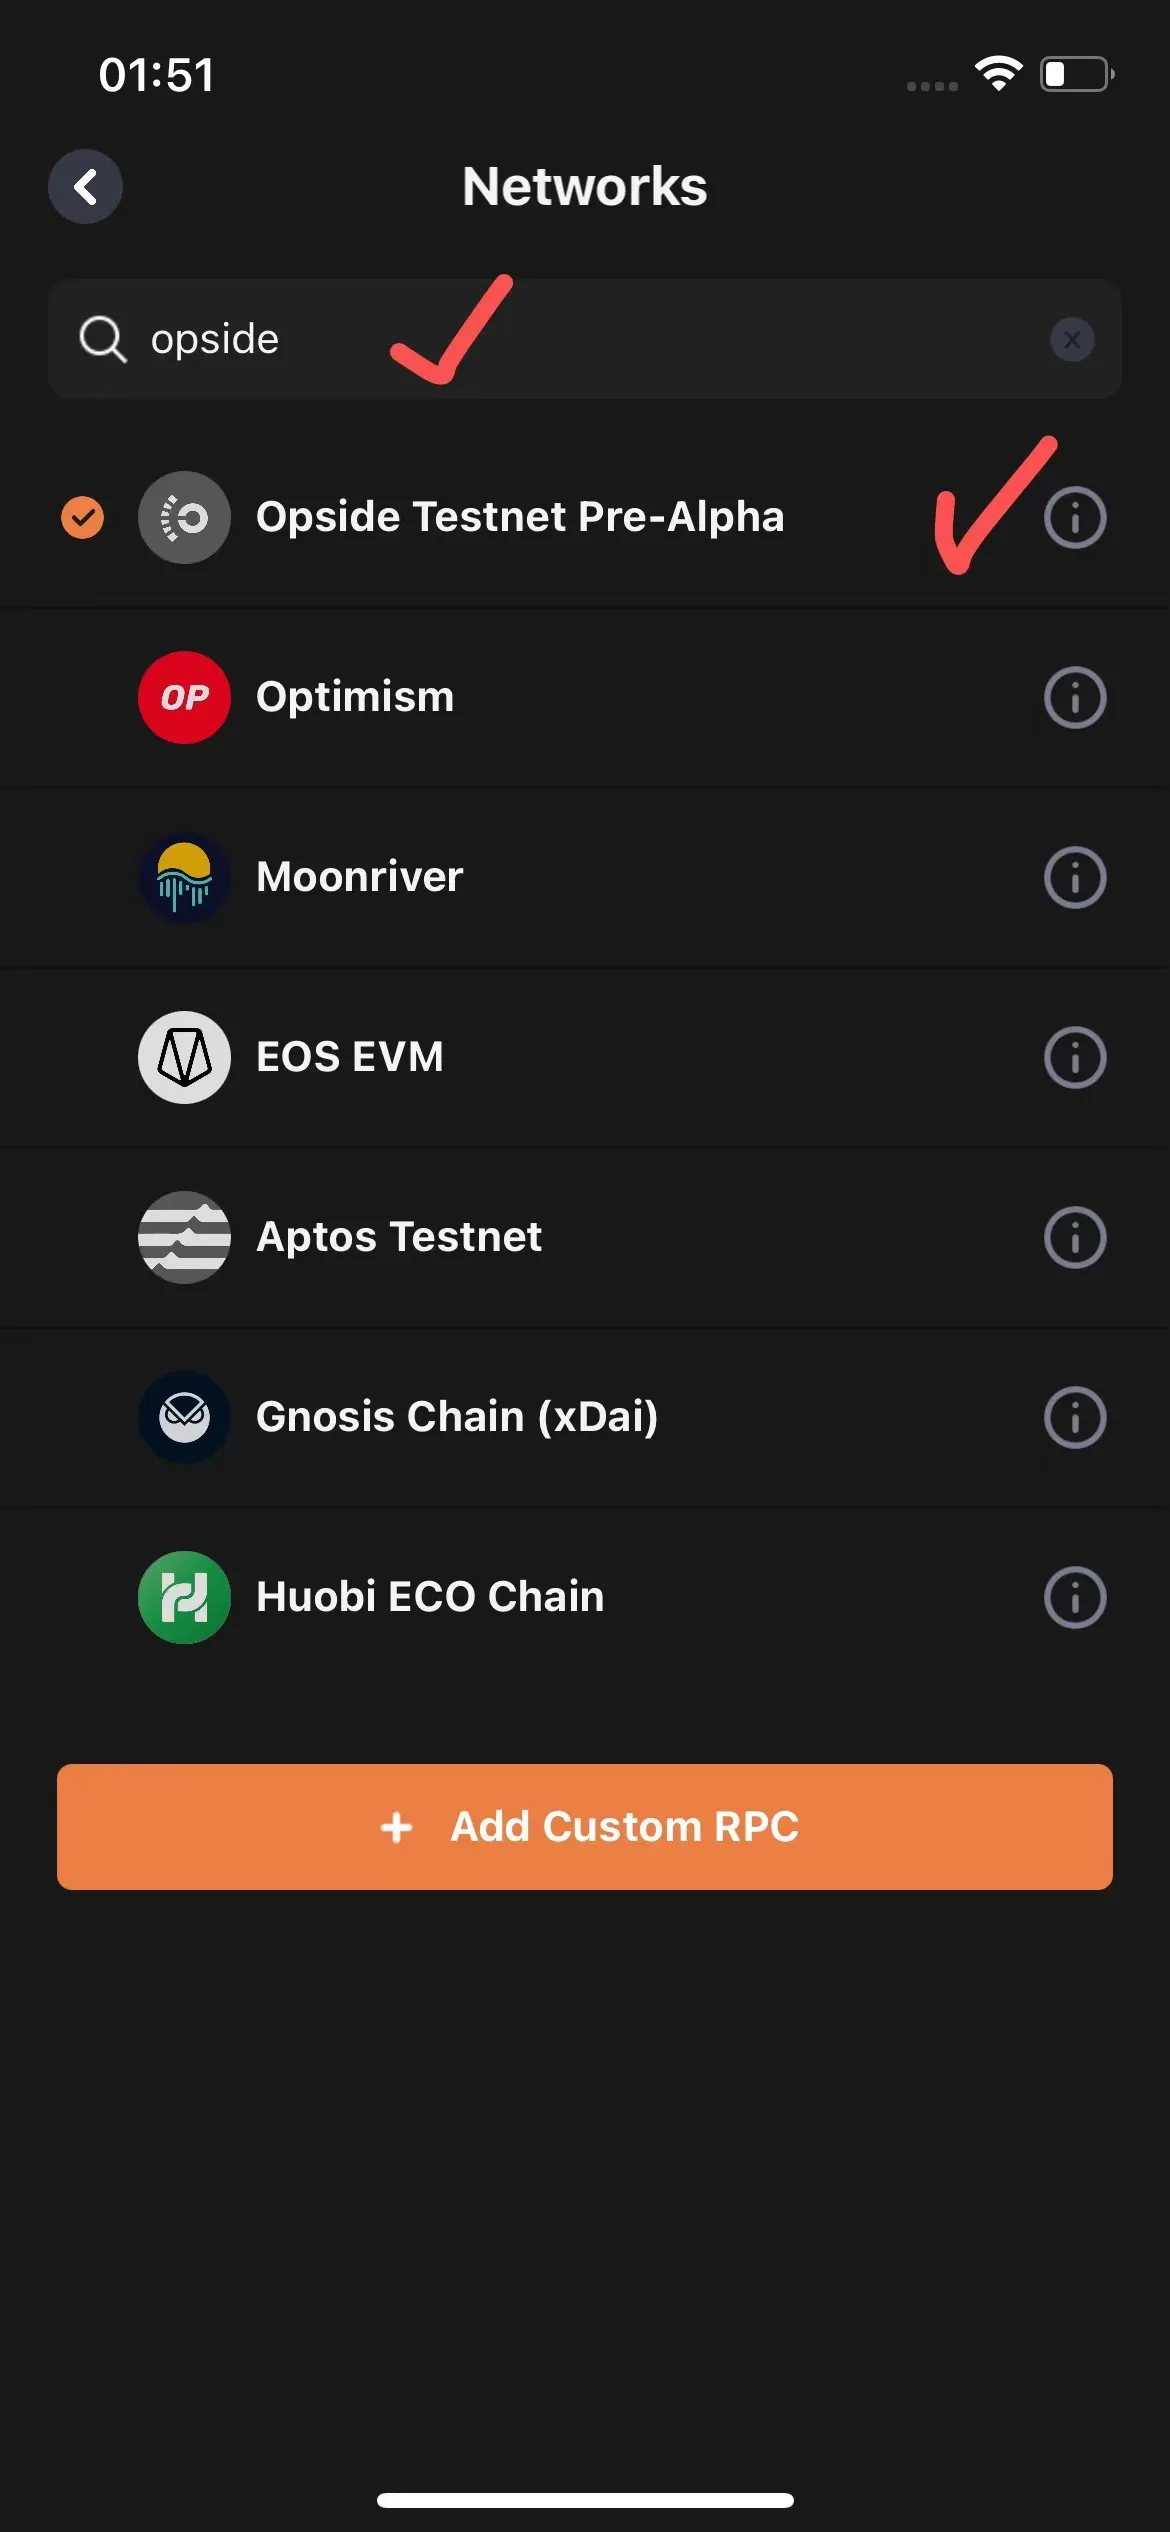 01:51
Networks
opside
Opside Testnet Pre-Alpha
OP Optimism
Moonriver
EOS EVM
Aptos Testnet
Gnosis Chain (xDai)
Huobi ECO Chain
+ Add Custom RPC